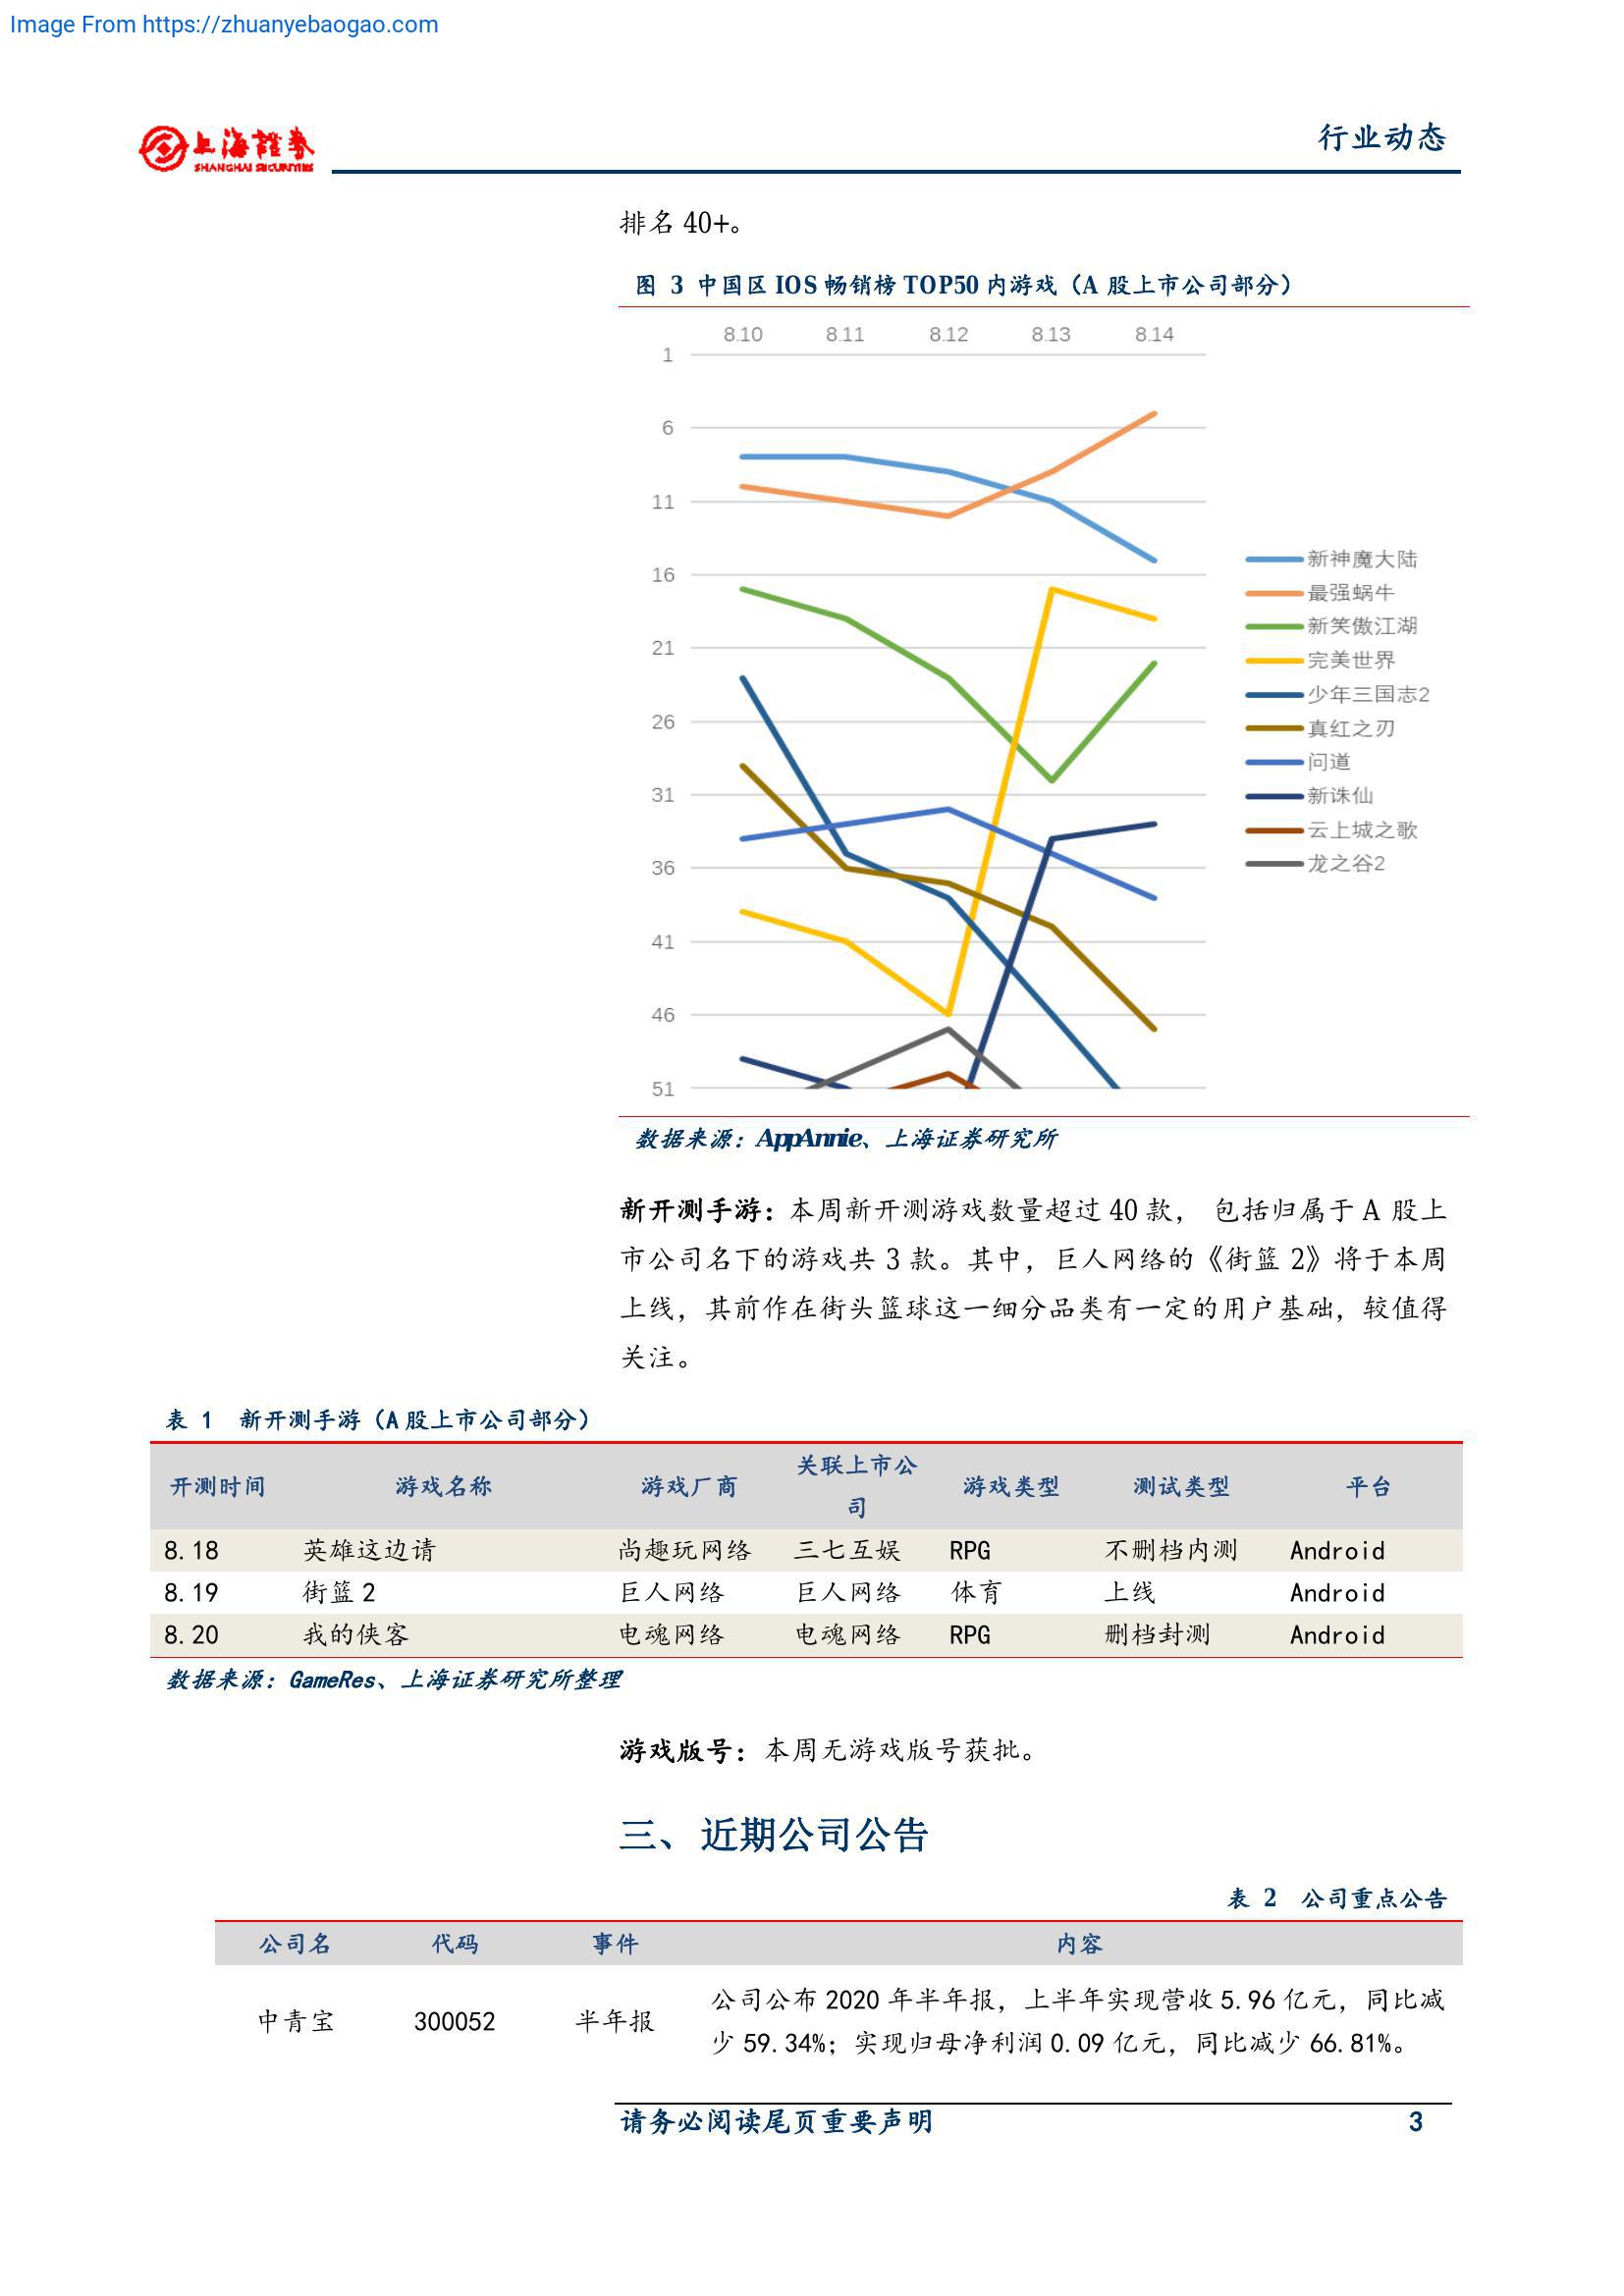 Image From https://zhuanyebaogao.com
上海證券
SHANGHAI SECURITIES
行业动态
排名 40+。
图 3 中国区 IOS 畅销榜 TOP50 内游戏（A 股上市公司部分）
8.10 8.11 8.12 8.13 8.14
1
6
11
16
21
26
31
36
41
46
51
新神魔大陆
最强蜗牛
新笑傲江湖
完美世界
少年三国志2
真红之刃
问道
新诛仙
云上城之歌
龙之谷2
数据来源：AppAnnie、上海证券研究所
新开测手游：本周新开测游戏数量超过 40 款， 包括归属于 A 股上
市公司名下的游戏共 3 款。其中，巨人网络的《街篮 2》将于本周
上线，其前作在街头篮球这一细分品类有一定的用户基础，较值得
关注。
表 1 新开测手游（A 股上市公司部分）
开测时间 游戏名称 游戏厂商 关联上市公 游戏类型 测试类型 平台
司
8.18 英雄这边请 尚趣玩网络 三七互娱 RPG 不删档内测 Android
8.19 街篮 2 巨人网络 巨人网络 体育 上线 Android
8.20 我的侠客 电魂网络 电魂网络 RPG 删档封测 Android
数据来源：GameRes、上海证券研究所整理
游戏版号：本周无游戏版号获批。
三、近期公司公告
表 2 公司重点公告
公司名 代码 事件 内容
中青宝 300052 半年报 公司公布 2020 年半年报，上半年实现营收 5.96 亿元，同比减
少 59.34%；实现归母净利润 0.09 亿元，同比减少 66.81%。
请务必阅读尾页重要声明 3